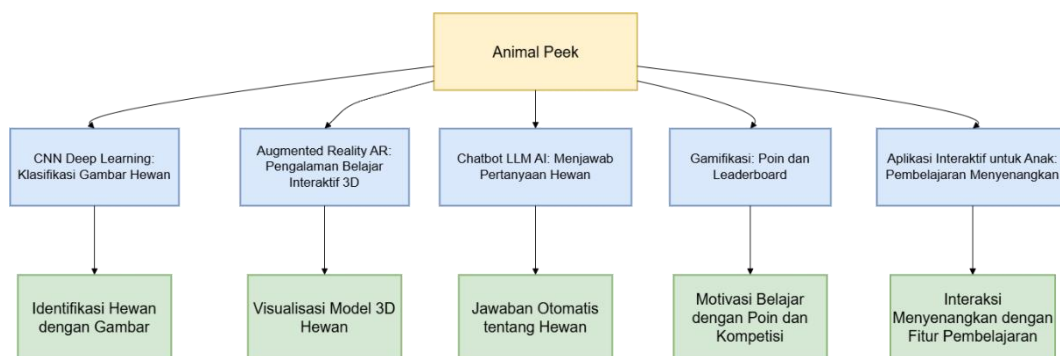 Animal Peek
CNN Deep Learning:
Klasifikasi Gambar Hewan
Augmented Reality AR:
Pengalaman Belajar
Interaktif 3D
Chatbot LLM AI: Menjawab
Pertanyaan Hewan
Gamifikasi: Poin dan
Leaderboard
Aplikasi Interaktif untuk Anak:
Pembelajaran Menyenangkan
Identifikasi Hewan
dengan Gambar
Visualisasi Model 3D
Hewan
Jawaban Otomatis
tentang Hewan
Motivasi Belajar
dengan Poin dan
Kompetisi
Interaksi
Menyenangkan dengan
Fitur Pembelajaran